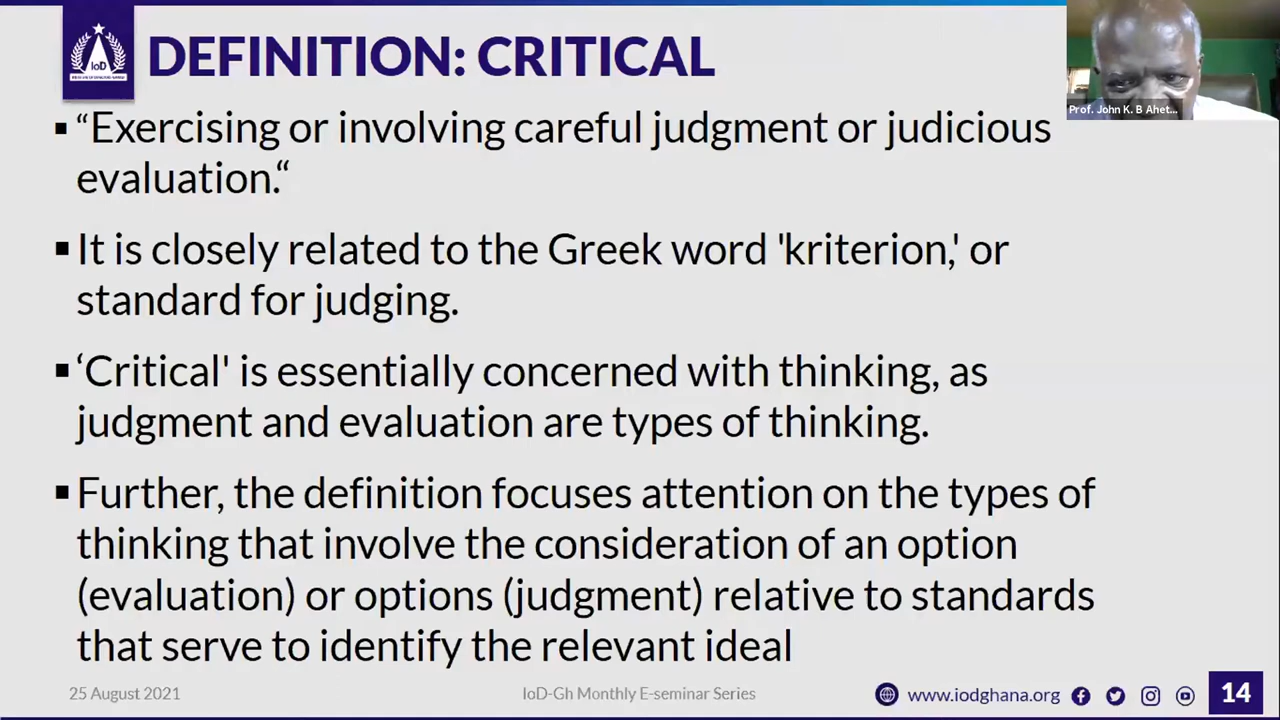 DEFINITION: CRITICAL
IoD
Prof. John K. B Ahet...
▪“Exercising or involving careful judgment or judicious
evaluation.“
▪It is closely related to the Greek word 'kriterion,' or
standard for judging.
▪‘Critical' is essentially concerned with thinking, as
judgment and evaluation are types of thinking.
▪Further, the definition focuses attention on the types of
thinking that involve the consideration of an option
(evaluation) or options (judgment) relative to standards
that serve to identify the relevant ideal
25 August 2021
IoD-Gh Monthly E-seminar Series
www.iodghana.org
14